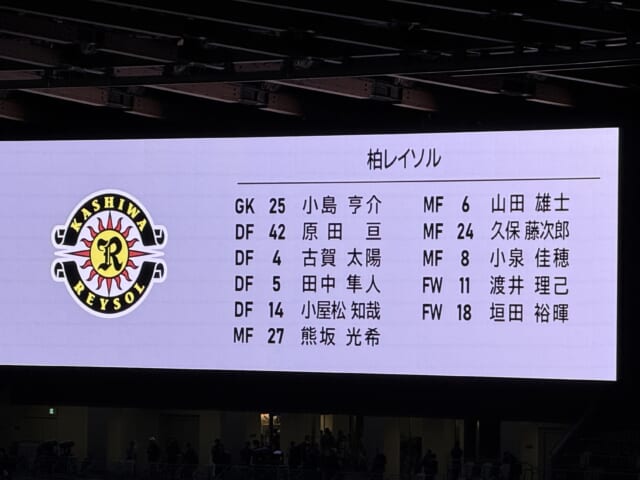 柏レイソル
KASHIWA
R
REYSOL
GK 25 小島 亨介
DF 42 原田 亘
DF 4 古賀 太陽
DF 5 田中 隼人
DF 14 小屋松 知哉
MF 27 熊坂 光希
MF 6 山田 雄士
MF 24 久保 藤次郎
MF 8 小泉 佳穂
FW 11 渡井 理己
FW 18 垣田 裕暉